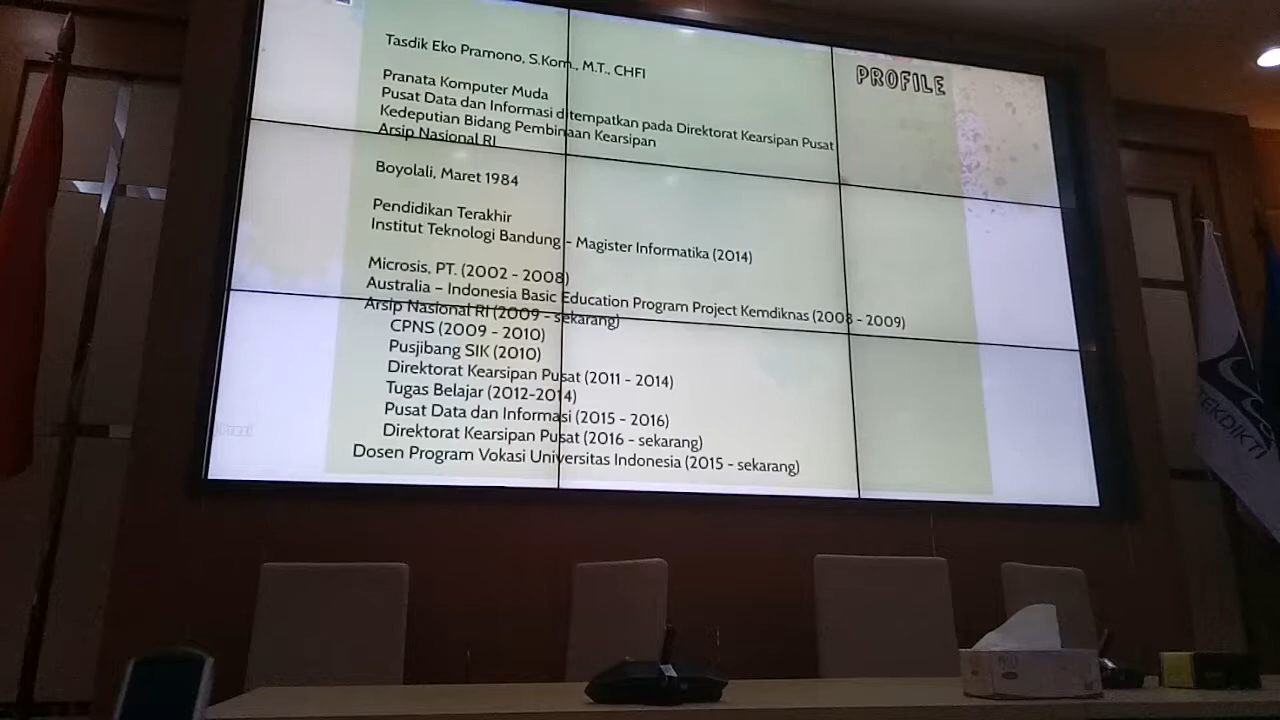 PROFILE
Tasdik Eko Pramono, S.Kom., M.T., CHFI
Pranata Komputer Muda
Pusat Data dan Informasi ditempatkan pada Direktorat Kearsipan Pusat
Kedeputian Bidang Pembinaan Kearsipan
Arsip Nasional RI
Boyolali, Maret 1984
Pendidikan Terakhir
Institut Teknologi Bandung - Magister Informatika (2014)
Microsis, PT. (2002 - 2008)
Australia – Indonesia Basic Education Program Project Kemdiknas (2008 - 2009)
Arsip Nasional RI (2009 - sekarang)
CPNS (2009 - 2010)
Pusjibang SIK (2010)
Direktorat Kearsipan Pusat (2011 - 2014)
Tugas Belajar (2012-2014)
Pusat Data dan Informasi (2015 - 2016)
Direktorat Kearsipan Pusat (2016 - sekarang)
Dosen Program Vokasi Universitas Indonesia (2015 - sekarang)
TEKDIKTI